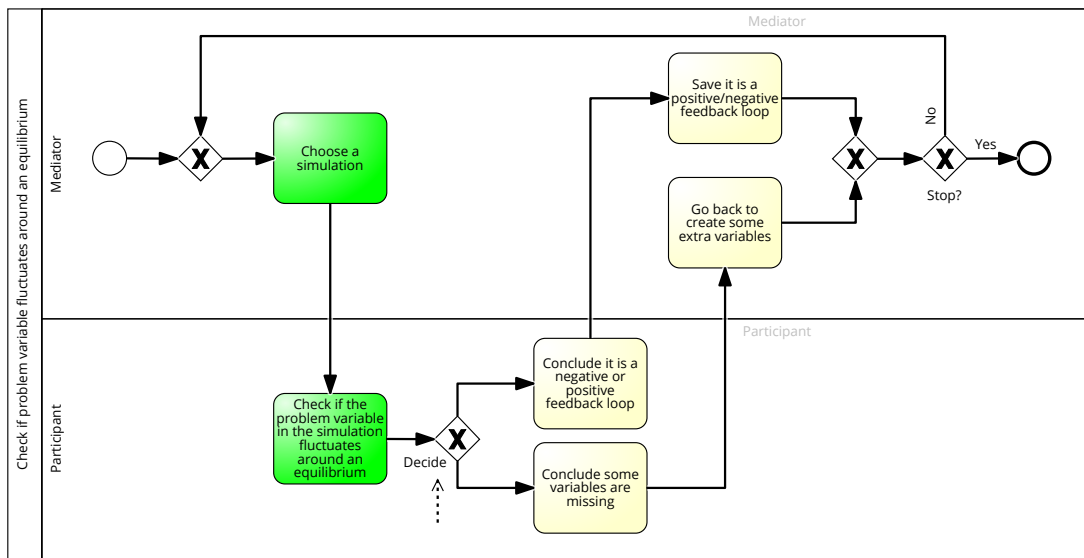 Check if problem variable fluctuates around an equilibrium
Mediator
Mediator
Choose a
simulation
Save it is a
positive/negative
feedback loop
Go back to
create some
extra variables
No
Yes
Stop?
Participant
Participant
Check if the
problem variable
in the simulation
fluctuates
around an
equilibrium
Decide
Conclude it is a
negative or
positive
feedback loop
Conclude some
variables are
missing